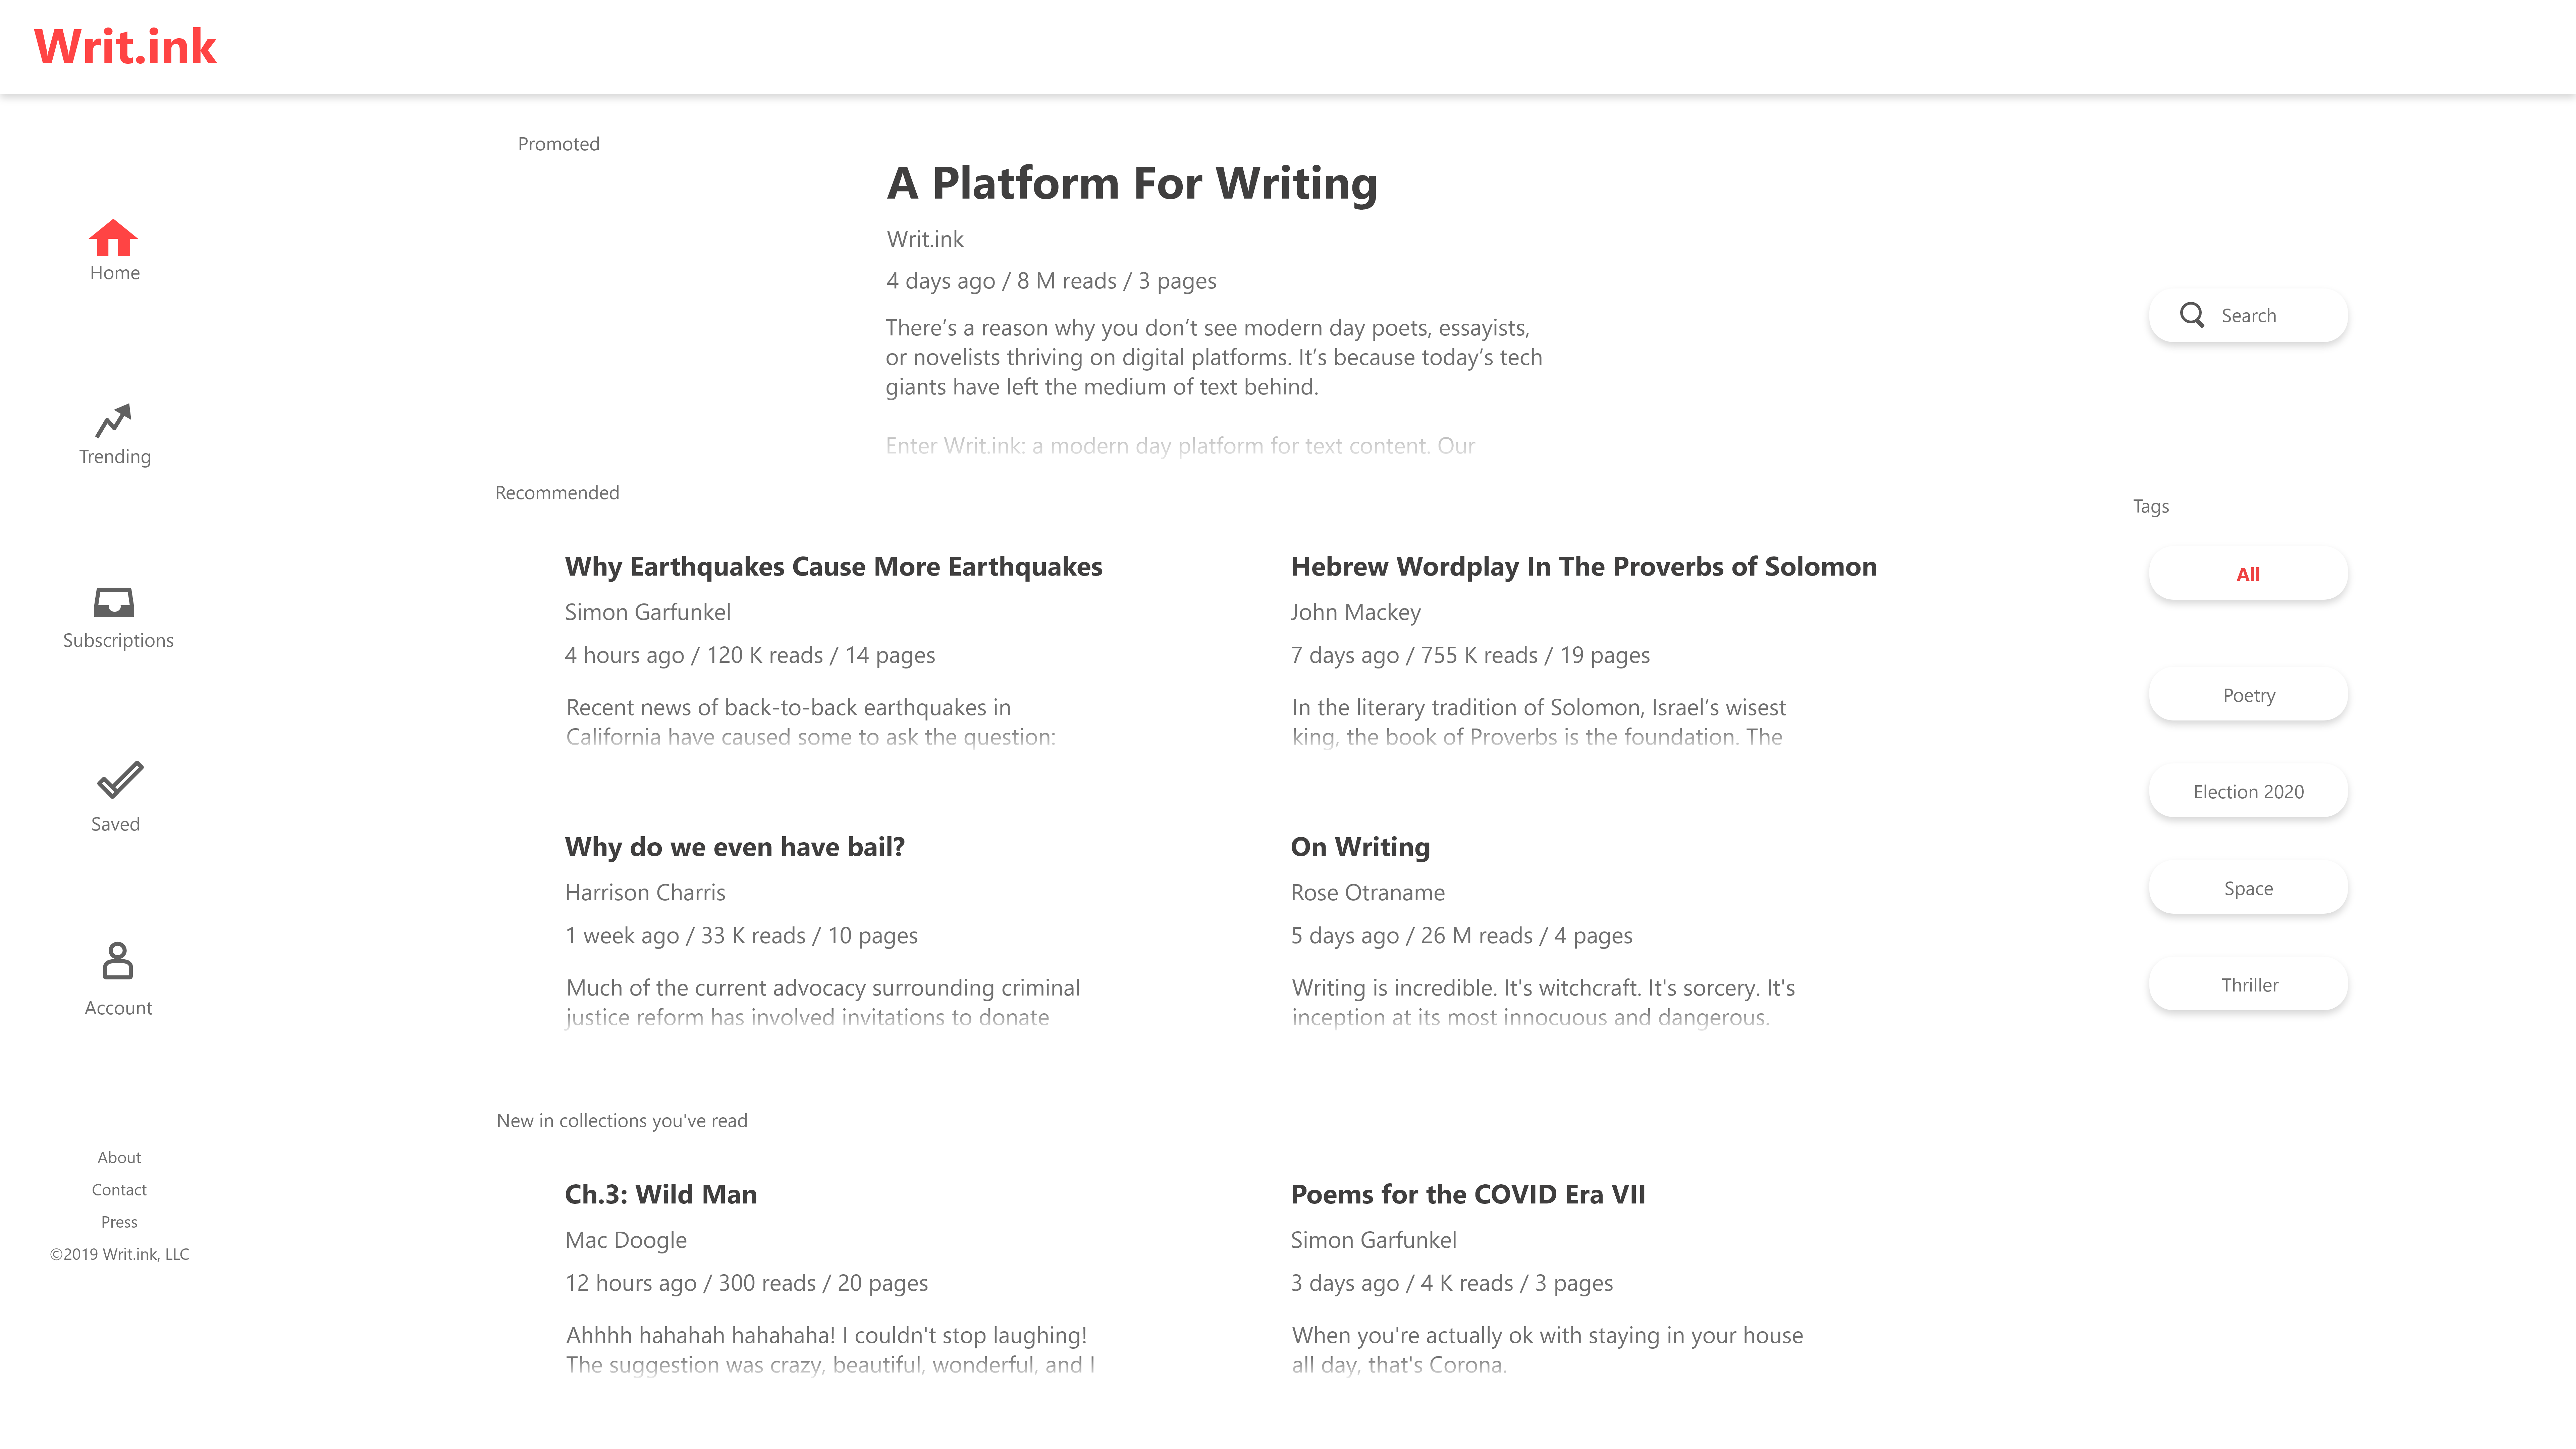 Writ.ink
Home
Trending
Subscriptions
Saved
Account
About
Contact
Press
©2019 Writ.ink, LLC
Promoted
A Platform For Writing
Writ.ink
4 days ago / 8 M reads / 3 pages
There’s a reason why you don’t see modern day poets, essayists,
or novelists thriving on digital platforms. It’s because today’s tech
giants have left the medium of text behind.
Enter Writ.ink: a modern day platform for text content. Our
Recommended
Why Earthquakes Cause More Earthquakes
Simon Garfunkel
4 hours ago / 120 K reads / 14 pages
Recent news of back-to-back earthquakes in
California have caused some to ask the question:
Hebrew Wordplay In The Proverbs of Solomon
John Mackey
7 days ago / 755 K reads / 19 pages
In the literary tradition of Solomon, Israel’s wisest
king, the book of Proverbs is the foundation. The
Why do we even have bail?
Harrison Charris
1 week ago / 33 K reads / 10 pages
Much of the current advocacy surrounding criminal
justice reform has involved invitations to donate
On Writing
Rose Otraname
5 days ago / 26 M reads / 4 pages
Writing is incredible. It's witchcraft. It's sorcery. It's
inception at its most innocuous and dangerous.
New in collections you've read
Ch.3: Wild Man
Mac Doogle
12 hours ago / 300 reads / 20 pages
Ahhhh hahahah hahahaha! I couldn't stop laughing!
The suggestion was crazy, beautiful, wonderful, and I
Poems for the COVID Era VII
Simon Garfunkel
3 days ago / 4 K reads / 3 pages
When you're actually ok with staying in your house
all day, that's Corona.
Search
Tags
All
Poetry
Election 2020
Space
Thriller